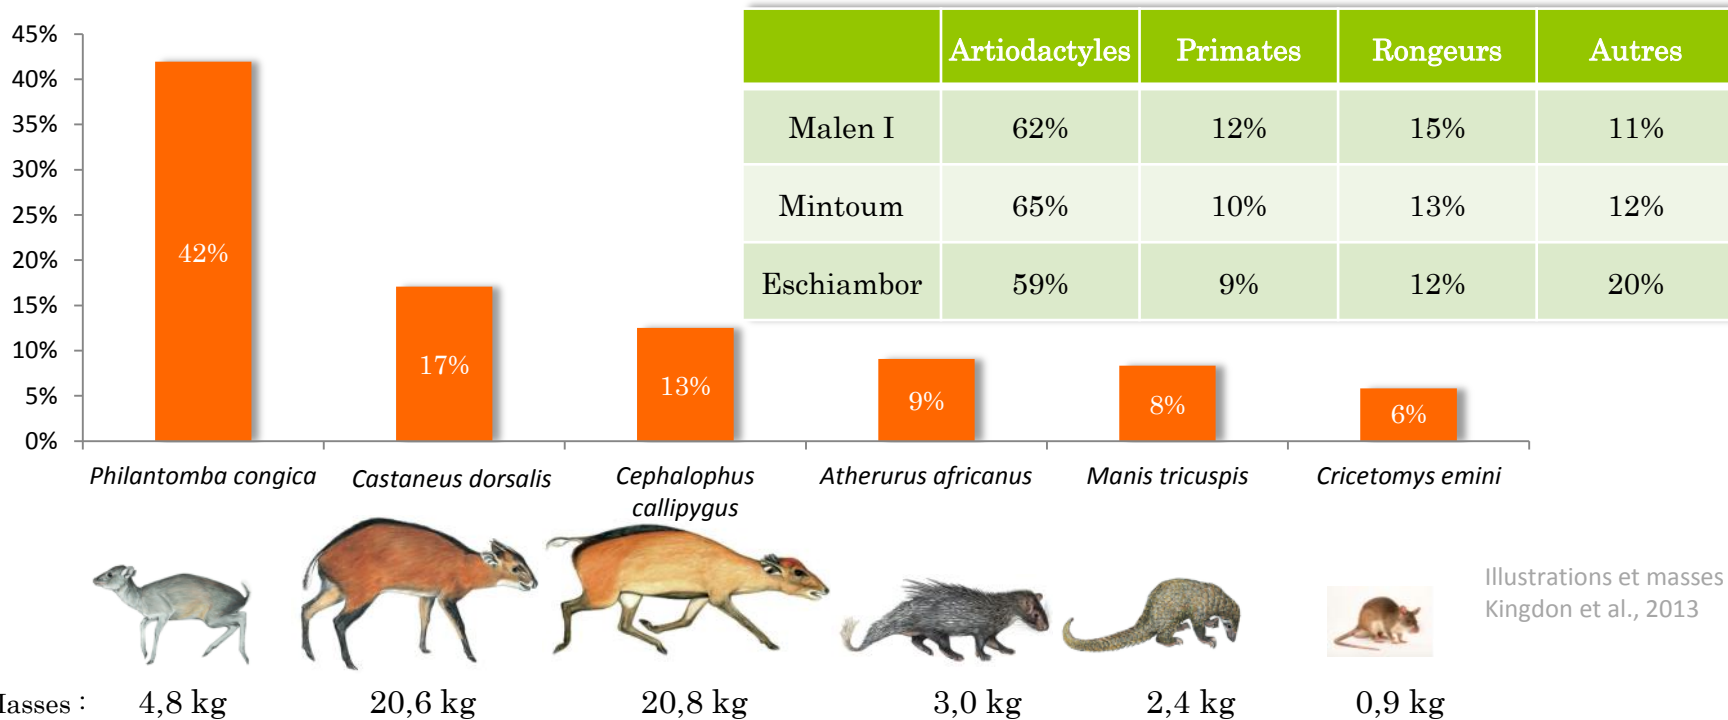 45%
40%
35%
30%
25%
20%
15%
10%
5%
0%
42%
17%
13%
9%
8%
6%
Philantomba congica
Castaneus dorsalis
Cephalophus
callipygus
Atherurus africanus
Manis tricuspis
Cricetomys emini
Artiodactyles Primates Rongeurs Autres
Malen I 62% 12% 15% 11%
Mintoum 65% 10% 13% 12%
Eschiambor 59% 9% 12% 20%
Illustrations et masses
Kingdon et al., 2013
Masses : 4,8 kg 20,6 kg 20,8 kg 3,0 kg 2,4 kg 0,9 kg